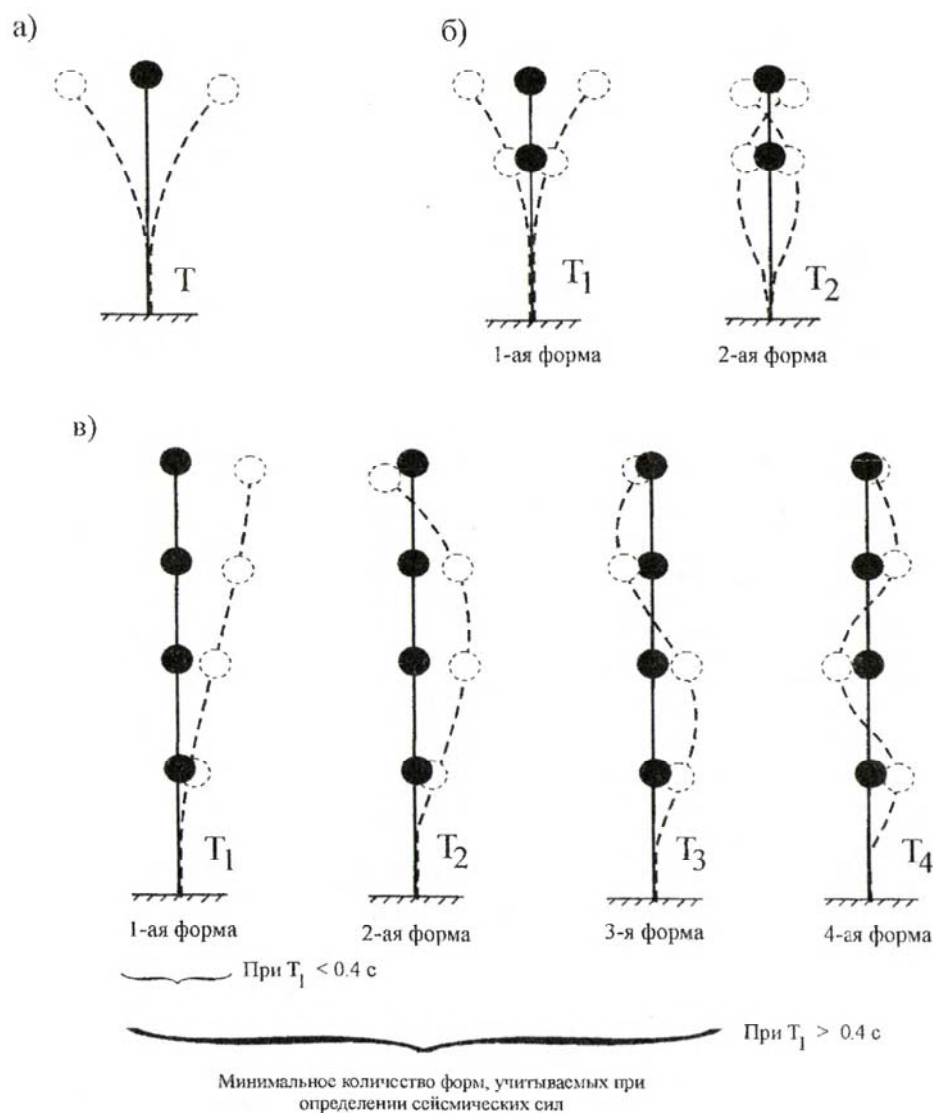 а)
б)
T
T1
T2
1-ая форма
2-ая форма
в)
T1
T2
T3
T4
1-ая форма
2-ая форма
3-я форма
4-ая форма
При T1 < 0.4 с
При T1 > 0.4 с
Минимальное количество форм, учитываемых при
определении сейсмических сил